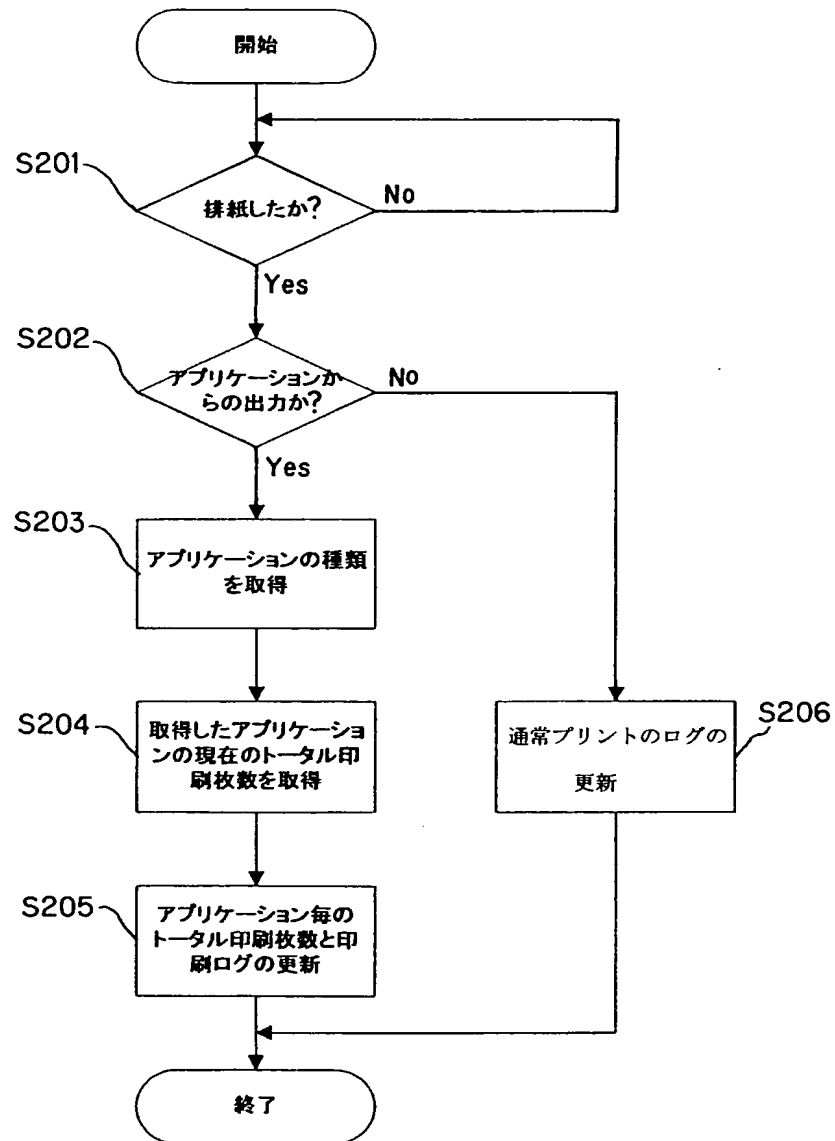 開始
S201
排紙したか?
No
Yes
S202
アプリケーションか
らの出力か?
No
Yes
S203
アプリケーションの種類
を取得
S204
取得したアプリケーショ
ンの現在のトータル印
刷枚数を取得
S206
通常プリントのログの
更新
S205
アプリケーション毎の
トータル印刷枚数と印
刷ログの更新
終了